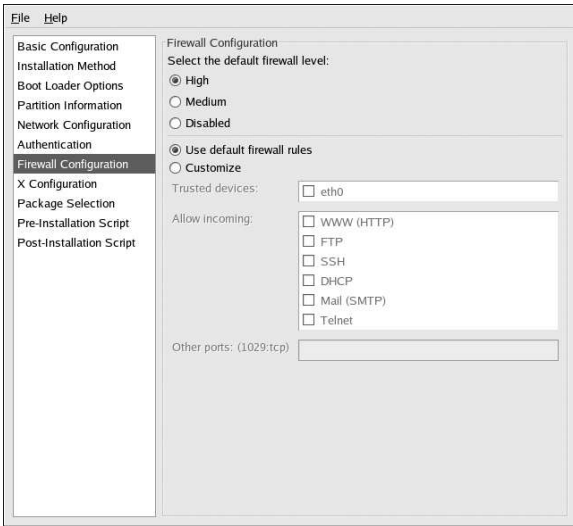 File Help
Basic Configuration
Installation Method
Boot Loader Options
Partition Information
Network Configuration
Authentication
Firewall Configuration
X Configuration
Package Selection
Pre-Installation Script
Post-Installation Script
Firewall Configuration
Select the default firewall level:
High
Medium
Disabled
Use default firewall rules
Customize
Trusted devices:
eth0
Allow incoming:
WWW (HTTP)
FTP
SSH
DHCP
Mail (SMTP)
Telnet
Other ports: (1029:tcp)